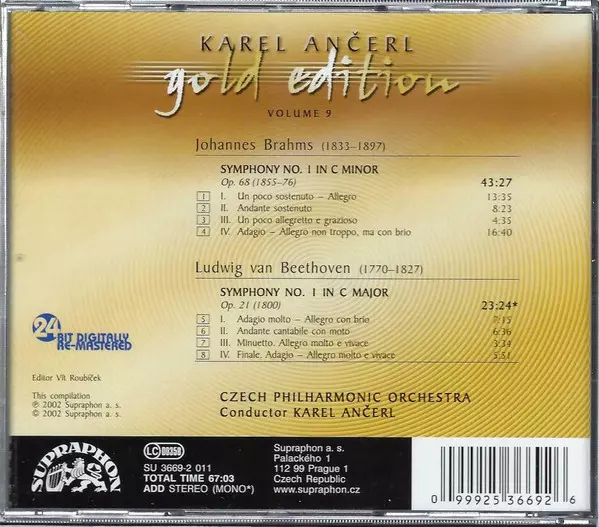 KAREL ANČERL
gold edition
VOLUME 9
Johannes Brahms (1833–1897)
SYMPHONY NO. 1 IN C MINOR
Op. 68 (1855–76) 43:27
1 I. Un poco sostenuto – Allegro 13:35
2 II. Andante sostenuto 8:23
3 III. Un poco allegretto e grazioso 4:35
4 IV. Adagio – Allegro non troppo, ma con brio 16:40
Ludwig van Beethoven (1770–1827)
SYMPHONY NO. 1 IN C MAJOR
Op. 21 (1800) 23:24*
5 I. Adagio molto – Allegro con brio 7:15
6 II. Andante cantabile con moto 6:36
7 III. Minuetto. Allegro molto e vivace 3:34
8 IV. Finale. Adagio – Allegro molto e vivace 5:51
24 BIT DIGITALLY
RE-MASTERED
Editor Vít Roubíček
This compilation
℗ 2002 Supraphon a. s.
© 2002 Supraphon a. s.
CZECH PHILHARMONIC ORCHESTRA
Conductor KAREL ANČERL
SUPRAPHON
LC 00358
SU 3669-2 011
TOTAL TIME 67:03
ADD STEREO (MONO*)
Supraphon a. s.
Palackého 1
112 99 Prague 1
Czech Republic
www.supraphon.cz
0 99925 36692 6